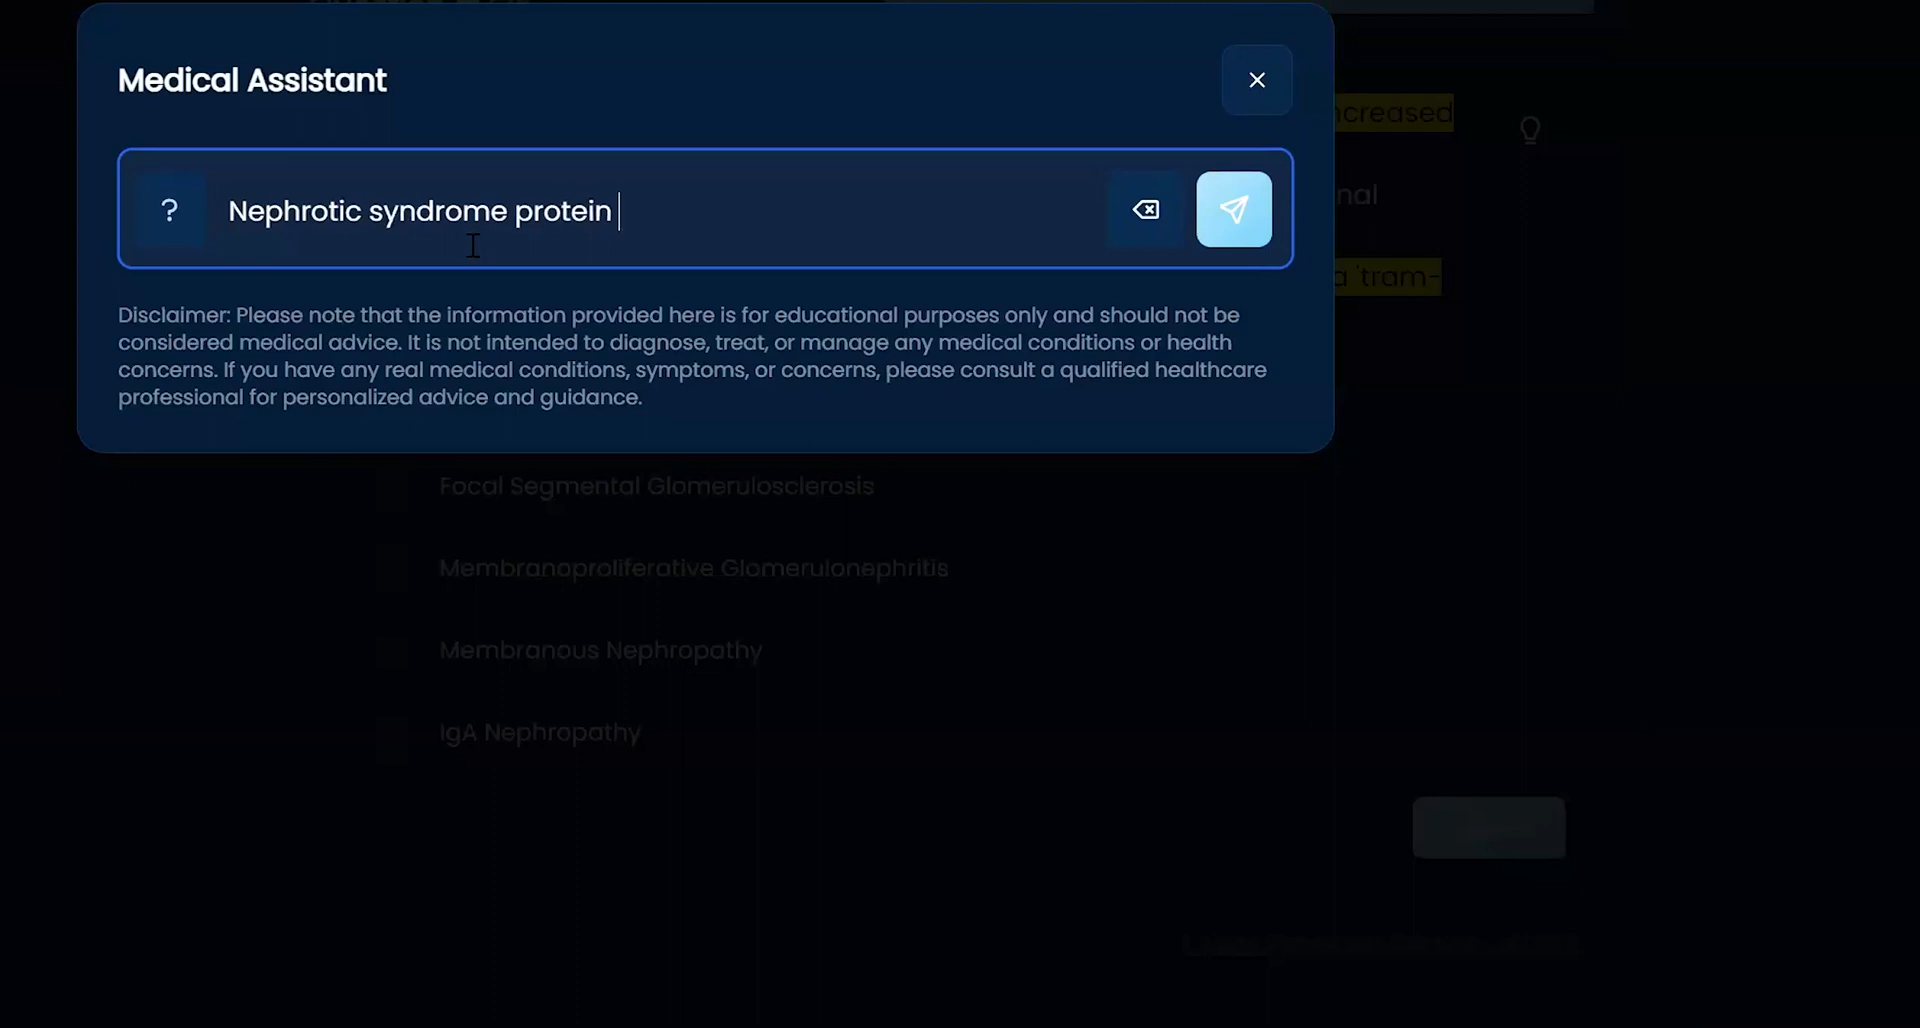 Medical Assistant
ncreased
? Nephrotic syndrome protein
nal
a 'tram-
Disclaimer: Please note that the information provided here is for educational purposes only and should not be
considered medical advice. It is not intended to diagnose, treat, or manage any medical conditions or health
concerns. If you have any real medical conditions, symptoms, or concerns, please consult a qualified healthcare
professional for personalized advice and guidance.
Focal Segmental Glomerulosclerosis
Membranoproliferative Glomerulonephritis
Membranous Nephropathy
IgA Nephropathy